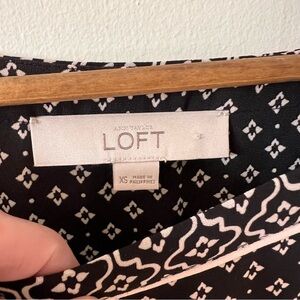 ANN TAYLOR
LOFT
XS
MADE IN
PHILIPPINES